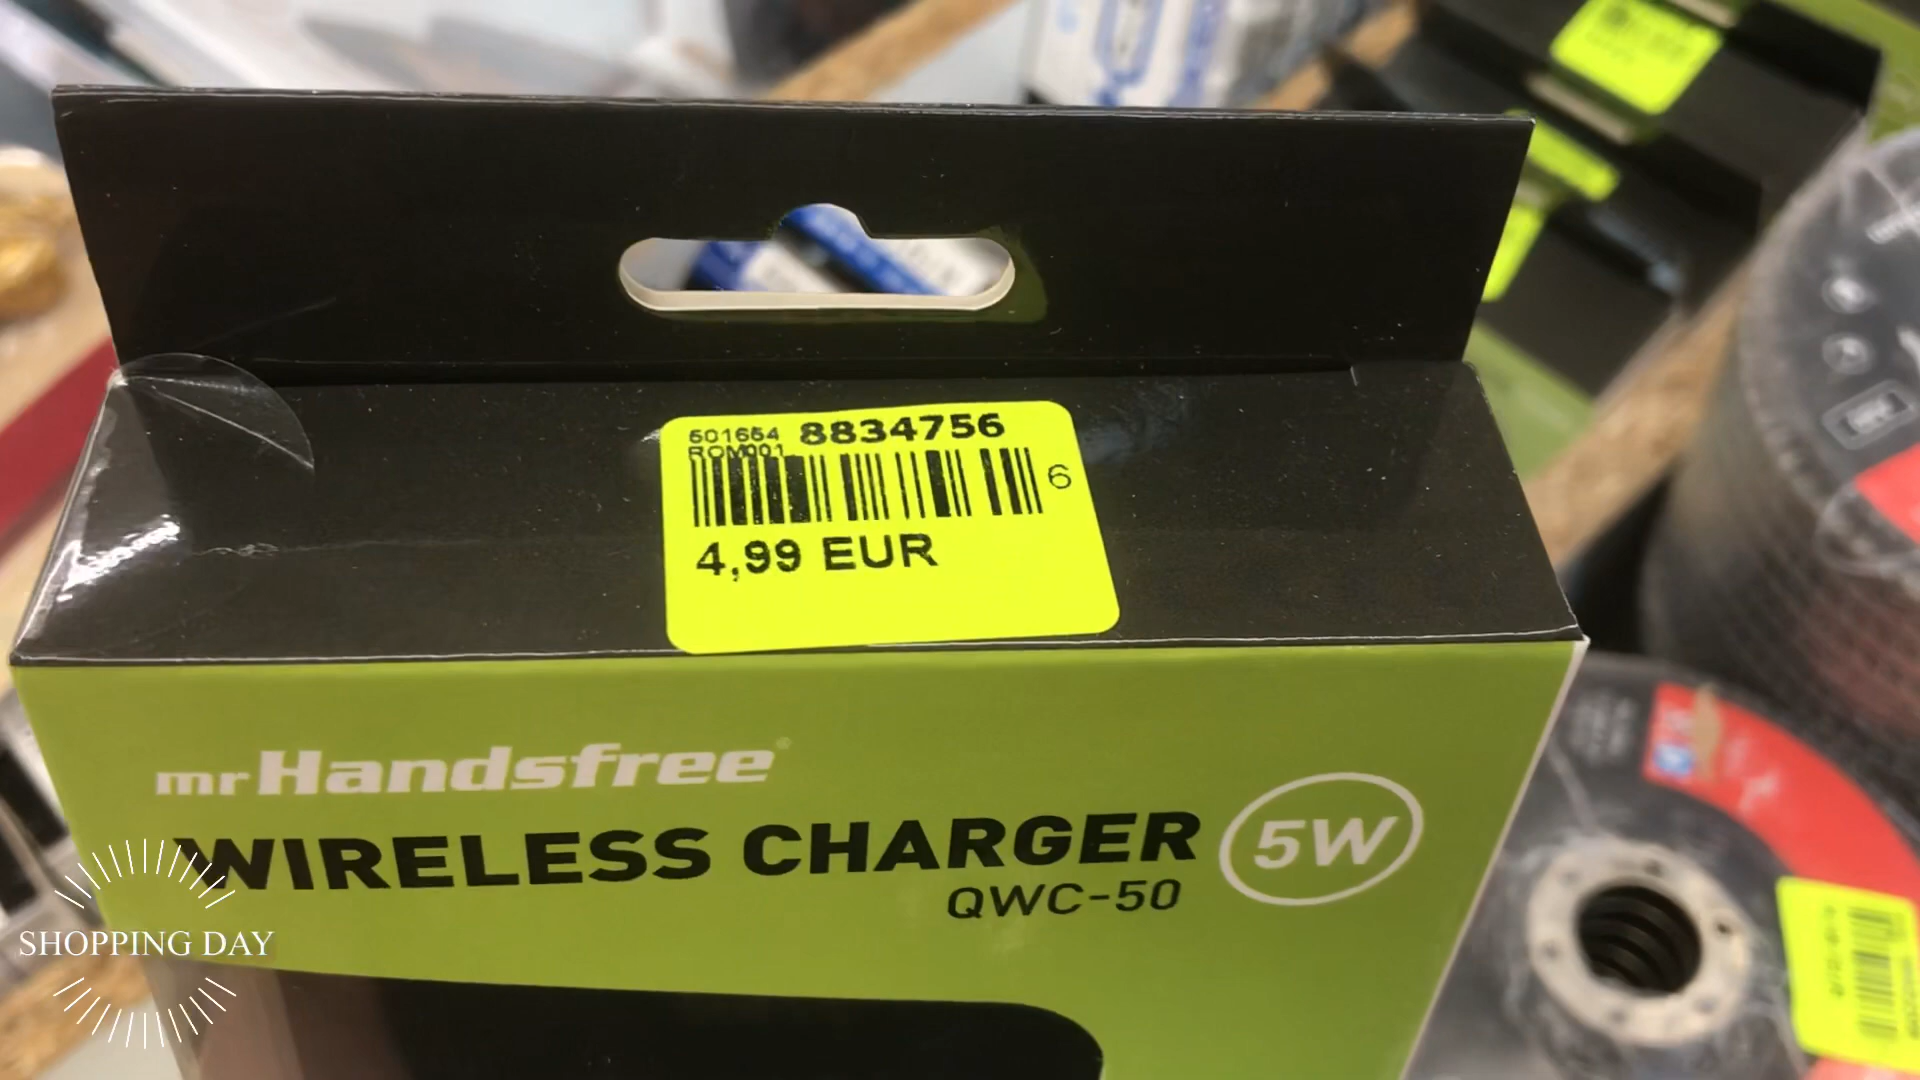 501654 8834756
ROM001
6
4,99 EUR
mrHandsfree
WIRELESS CHARGER 5W
QWC-50
SHOPPING DAY